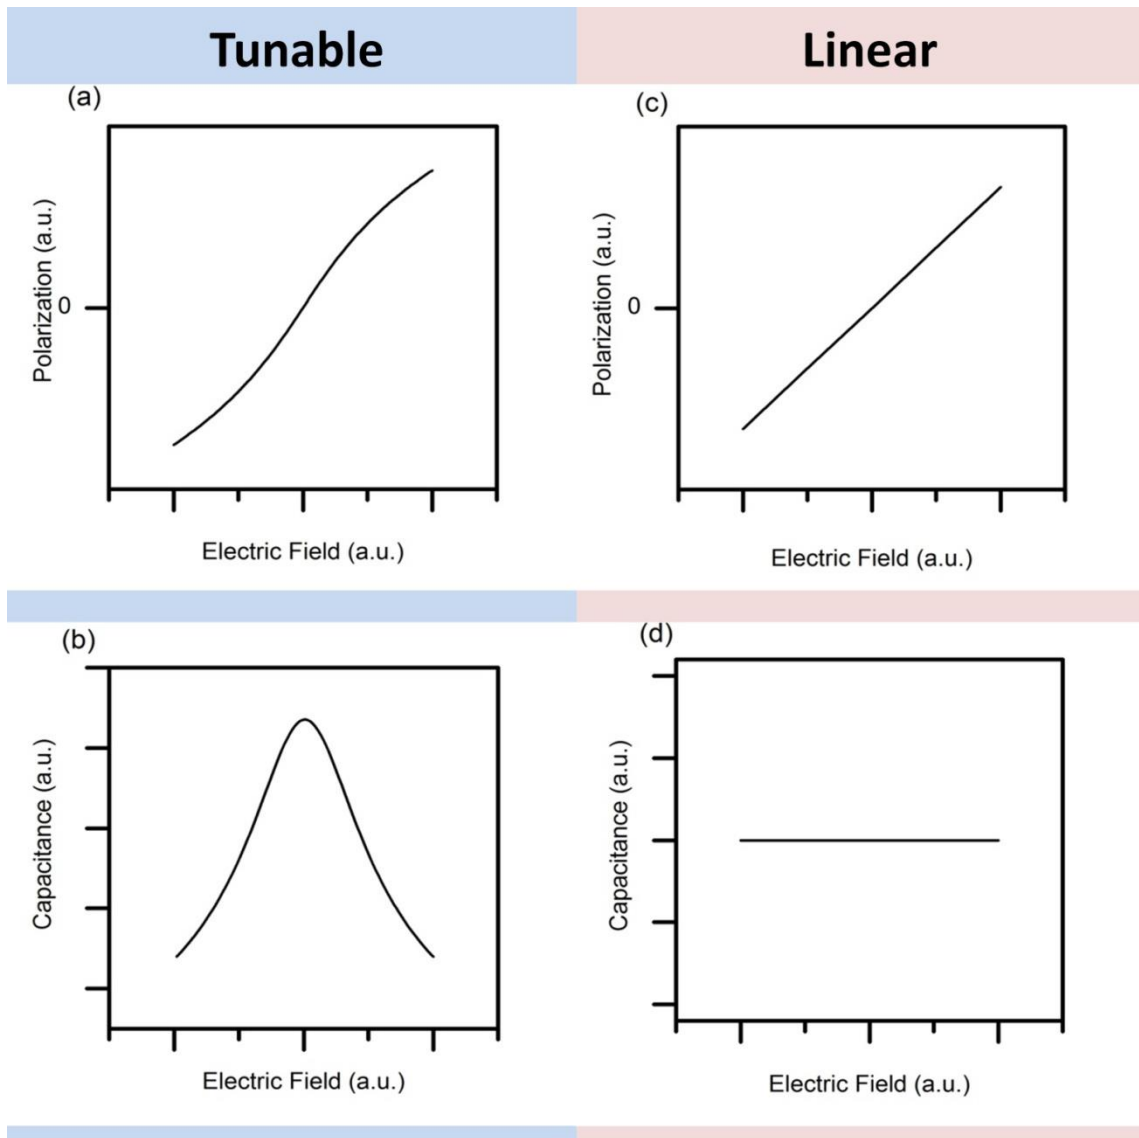 Tunable
Linear
(a)
(c)
Polarization (a.u.)
0
Electric Field (a.u.)
Polarization (a.u.)
0
Electric Field (a.u.)
(b)
(d)
Capacitance (a.u.)
Electric Field (a.u.)
Capacitance (a.u.)
Electric Field (a.u.)